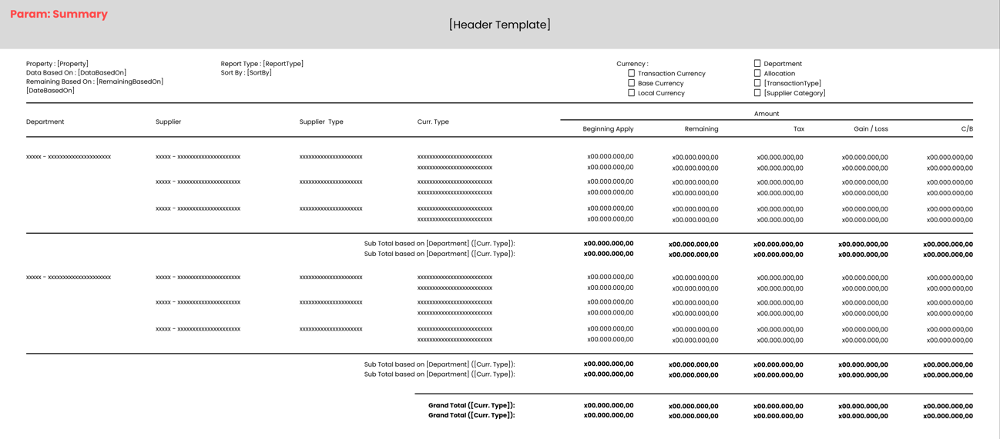 Param: Summary
[Header Template]
Property : [Property] Report Type : [ReportType] Currency : Department
Data Based On : [DataBasedOn] Sort By : [SortBy] Transaction Currency Allocation
Remaining Based On : [RemainingBasedOn] Base Currency [TransactionType]
[DateBasedOn] Local Currency [Supplier Category]
Amount
Department Supplier Supplier Type Curr. Type
Beginning Apply Remaining Tax Gain / Loss C/B
xxxxx - xxxxxxxxxxxxxxxxxxxxxx xxxxx - xxxxxxxxxxxxxxxxxxxxxx xxxxxxxxxxxxxxxxxxxxx xxxxxxxxxxxxxxxxxxxxxxxxx x00.000.000,00 x00.000.000,00 x00.000.000,00 x00.000.000,00 x00.000.000,00
xxxxxxxxxxxxxxxxxxxxxxxxx x00.000.000,00 x00.000.000,00 x00.000.000,00 x00.000.000,00 x00.000.000,00
xxxxx - xxxxxxxxxxxxxxxxxxxxxx xxxxxxxxxxxxxxxxxxxxx xxxxxxxxxxxxxxxxxxxxxxxxx x00.000.000,00 x00.000.000,00 x00.000.000,00 x00.000.000,00 x00.000.000,00
xxxxxxxxxxxxxxxxxxxxxxxxx x00.000.000,00 x00.000.000,00 x00.000.000,00 x00.000.000,00 x00.000.000,00
xxxxx - xxxxxxxxxxxxxxxxxxxxxx xxxxxxxxxxxxxxxxxxxxx xxxxxxxxxxxxxxxxxxxxxxxxx x00.000.000,00 x00.000.000,00 x00.000.000,00 x00.000.000,00 x00.000.000,00
xxxxxxxxxxxxxxxxxxxxxxxxx x00.000.000,00 x00.000.000,00 x00.000.000,00 x00.000.000,00 x00.000.000,00
Sub Total based on [Department] ([Curr. Type]): x00.000.000,00 x00.000.000,00 x00.000.000,00 x00.000.000,00 x00.000.000,00
Sub Total based on [Department] ([Curr. Type]): x00.000.000,00 x00.000.000,00 x00.000.000,00 x00.000.000,00 x00.000.000,00
xxxxx - xxxxxxxxxxxxxxxxxxxxxx xxxxx - xxxxxxxxxxxxxxxxxxxxxx xxxxxxxxxxxxxxxxxxxxx xxxxxxxxxxxxxxxxxxxxxxxxx x00.000.000,00 x00.000.000,00 x00.000.000,00 x00.000.000,00 x00.000.000,00
xxxxxxxxxxxxxxxxxxxxxxxxx x00.000.000,00 x00.000.000,00 x00.000.000,00 x00.000.000,00 x00.000.000,00
xxxxx - xxxxxxxxxxxxxxxxxxxxxx xxxxxxxxxxxxxxxxxxxxx xxxxxxxxxxxxxxxxxxxxxxxxx x00.000.000,00 x00.000.000,00 x00.000.000,00 x00.000.000,00 x00.000.000,00
xxxxxxxxxxxxxxxxxxxxxxxxx x00.000.000,00 x00.000.000,00 x00.000.000,00 x00.000.000,00 x00.000.000,00
xxxxx - xxxxxxxxxxxxxxxxxxxxxx xxxxxxxxxxxxxxxxxxxxx xxxxxxxxxxxxxxxxxxxxxxxxx x00.000.000,00 x00.000.000,00 x00.000.000,00 x00.000.000,00 x00.000.000,00
xxxxxxxxxxxxxxxxxxxxxxxxx x00.000.000,00 x00.000.000,00 x00.000.000,00 x00.000.000,00 x00.000.000,00
Sub Total based on [Department] ([Curr. Type]): x00.000.000,00 x00.000.000,00 x00.000.000,00 x00.000.000,00 x00.000.000,00
Sub Total based on [Department] ([Curr. Type]): x00.000.000,00 x00.000.000,00 x00.000.000,00 x00.000.000,00 x00.000.000,00
Grand Total ([Curr. Type]): x00.000.000,00 x00.000.000,00 x00.000.000,00 x00.000.000,00 x00.000.000,00
Grand Total ([Curr. Type]): x00.000.000,00 x00.000.000,00 x00.000.000,00 x00.000.000,00 x00.000.000,00